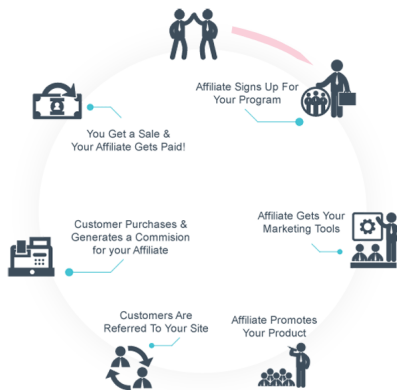 Affiliate Signs Up For
Your Program
Affiliate Gets Your
Marketing Tools
Affiliate Promotes
Your Product
Customers Are
Referred To Your Site
Customer Purchases &
Generates a Commision
for your Affiliate
You Get a Sale &
Your Affiliate Gets Paid!